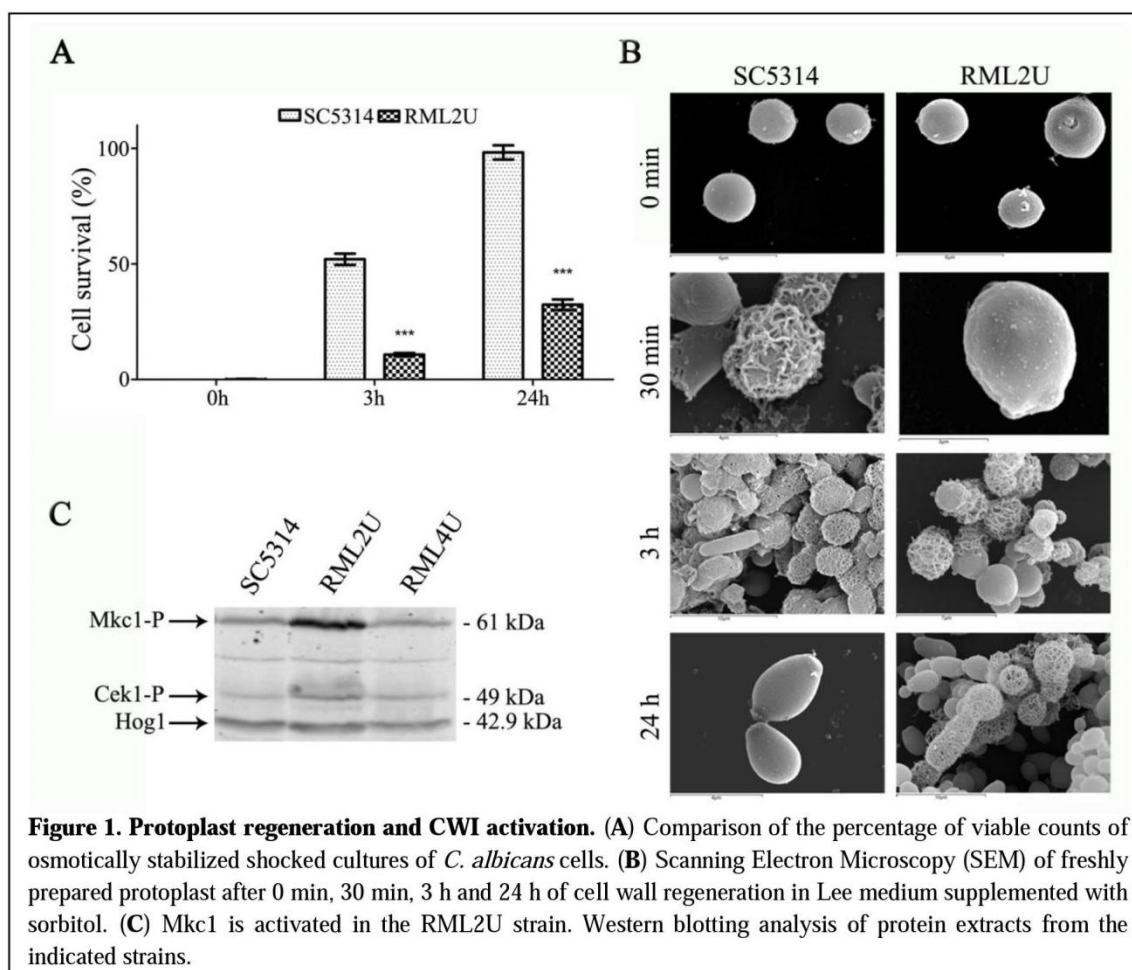 A
SC5314 RML2U
Cell survival (%)
100
50
0
***
***
0h 3h 24h
B
SC5314 RML2U
0 min
30 min
3 h
24 h
C
SC5314 RML2U RML4U
Mkc1-P - 61 kDa
Cek1-P - 49 kDa
Hog1 - 42.9 kDa
Figure 1. Protoplast regeneration and CWI activation. (A) Comparison of the percentage of viable counts of
osmotically stabilized shocked cultures of C. albicans cells. (B) Scanning Electron Microscopy (SEM) of freshly
prepared protoplast after 0 min, 30 min, 3 h and 24 h of cell wall regeneration in Lee medium supplemented with
sorbitol. (C) Mkc1 is activated in the RML2U strain. Western blotting analysis of protein extracts from the
indicated strains.